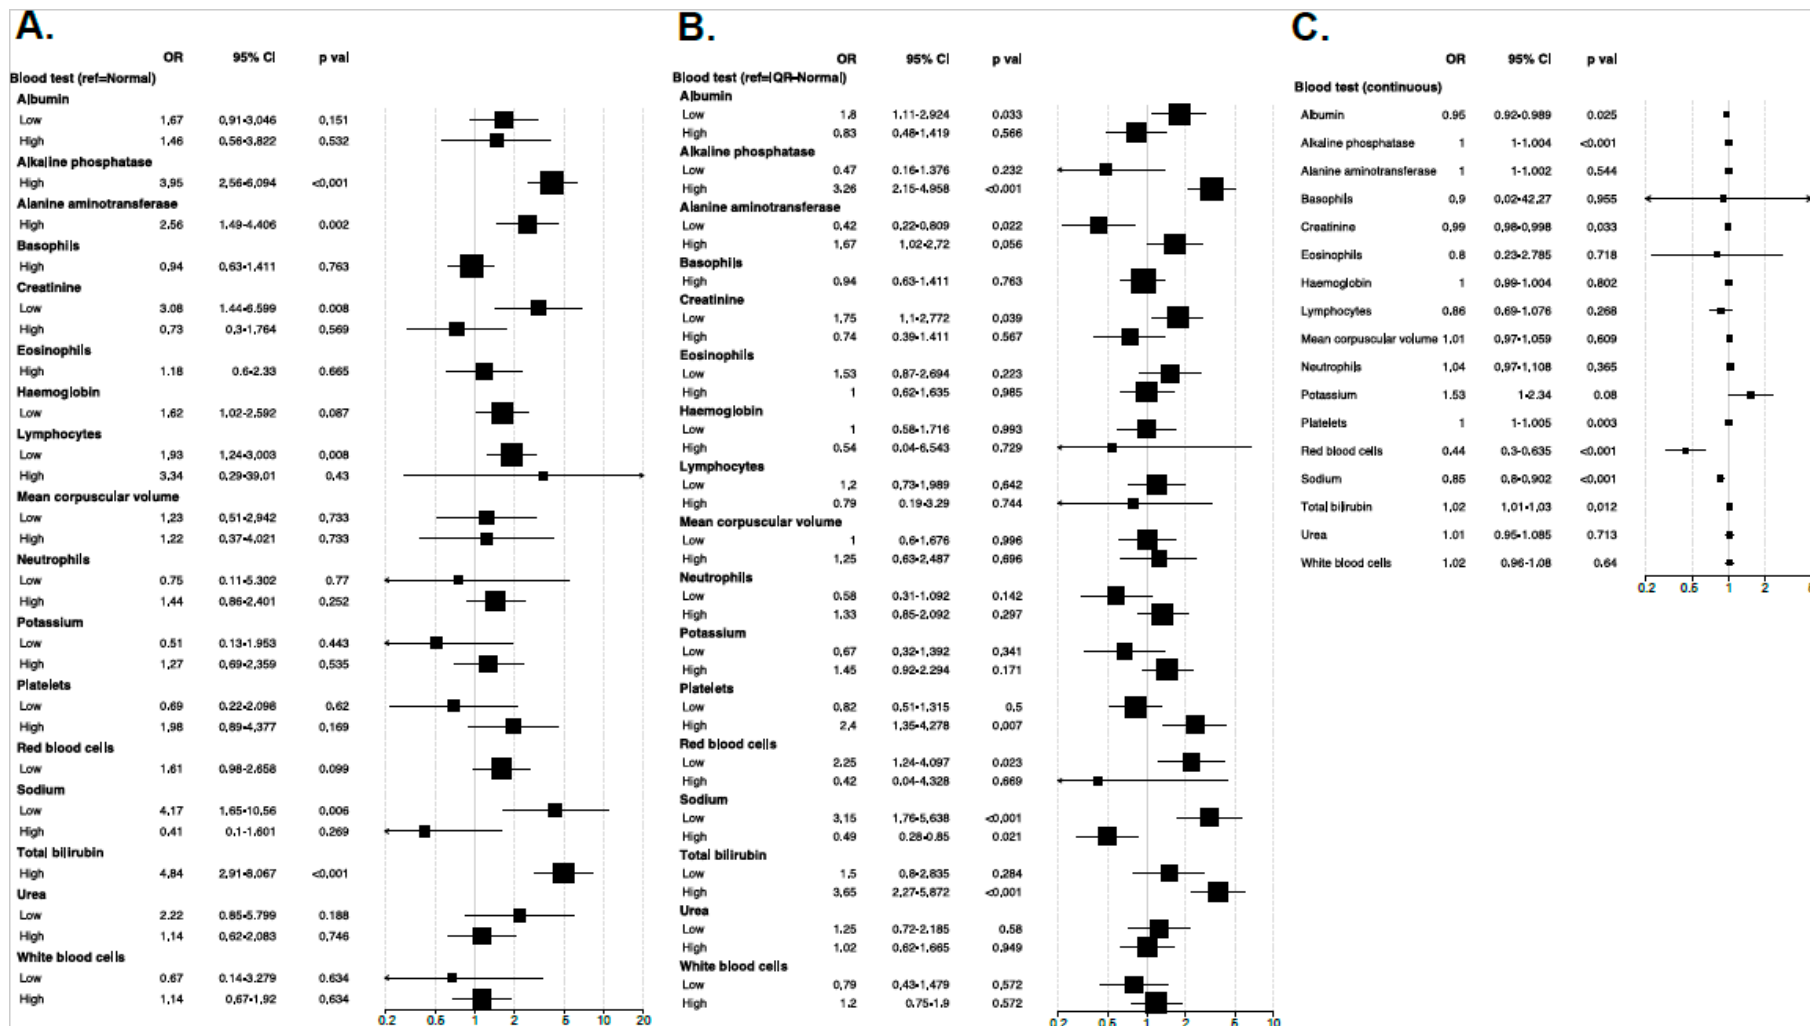 A.
OR 95% CI p val
Blood test (ref=Normal)
Albumin
Low 1.67 0.91-3.046 0.151
High 1.46 0.56-3.822 0.532
Alkaline phosphatase
High 3.95 2.56-6.094 <0.001
Alanine aminotransferase
High 2.56 1.49-4.406 0.002
Basophils
High 0.94 0.63-1.411 0.763
Creatinine
Low 3.08 1.44-6.599 0.008
High 0.73 0.3-1.764 0.569
Eosinophils
High 1.18 0.6-2.33 0.665
Haemoglobin
Low 1.62 1.02-2.592 0.087
Lymphocytes
Low 1.93 1.24-3.003 0.008
High 3.34 0.29-39.01 0.43
Mean corpuscular volume
Low 1.23 0.51-2.942 0.733
High 1.22 0.37-4.021 0.733
Neutrophils
Low 0.75 0.11-5.302 0.77
High 1.44 0.86-2.401 0.252
Potassium
Low 0.51 0.13-1.953 0.443
High 1.27 0.69-2.359 0.535
Platelets
Low 0.69 0.22-2.098 0.62
High 1.98 0.89-4.377 0.169
Red blood cells
Low 1.61 0.98-2.658 0.099
Sodium
Low 4.17 1.65-10.56 0.006
High 0.41 0.1-1.601 0.269
Total bilirubin
High 4.84 2.91-8.067 <0.001
Urea
Low 2.22 0.85-5.799 0.188
High 1.14 0.62-2.083 0.746
White blood cells
Low 0.67 0.14-3.279 0.634
High 1.14 0.67-1.92 0.634
0.2 0.5 1 2 5 10 20
B.
OR 95% CI p val
Blood test (ref=IQR-Normal)
Albumin
Low 1.8 1.11-2.924 0.033
High 0.83 0.48-1.419 0.566
Alkaline phosphatase
Low 0.47 0.16-1.376 0.232
High 3.26 2.15-4.958 <0.001
Alanine aminotransferase
Low 0.42 0.22-0.809 0.022
High 1.67 1.02-2.72 0.056
Basophils
High 0.94 0.63-1.411 0.763
Creatinine
Low 1.75 1.1-2.772 0.039
High 0.74 0.39-1.411 0.567
Eosinophils
Low 1.53 0.87-2.694 0.223
High 1 0.62-1.635 0.985
Haemoglobin
Low 1 0.58-1.716 0.993
High 0.54 0.04-6.543 0.729
Lymphocytes
Low 1.2 0.73-1.989 0.642
High 0.79 0.19-3.29 0.744
Mean corpuscular volume
Low 1 0.6-1.676 0.996
High 1.25 0.63-2.487 0.696
Neutrophils
Low 0.58 0.31-1.092 0.142
High 1.33 0.85-2.092 0.297
Potassium
Low 0.67 0.32-1.392 0.341
High 1.45 0.92-2.294 0.171
Platelets
Low 0.82 0.51-1.315 0.5
High 2.4 1.35-4.278 0.007
Red blood cells
Low 2.25 1.24-4.097 0.023
High 0.42 0.04-4.328 0.669
Sodium
Low 3.15 1.76-5.638 <0.001
High 0.49 0.28-0.85 0.021
Total bilirubin
Low 1.5 0.8-2.835 0.284
High 3.65 2.27-5.872 <0.001
Urea
Low 1.25 0.72-2.185 0.58
High 1.02 0.62-1.665 0.949
White blood cells
Low 0.79 0.43-1.479 0.572
High 1.2 0.75-1.9 0.572
0.2 0.5 1 2 5 10
C.
OR 95% CI p val
Blood test (continuous)
Albumin 0.95 0.92-0.989 0.025
Alkaline phosphatase 1 1-1.004 <0.001
Alanine aminotransferase 1 1-1.002 0.544
Basophils 0.9 0.02-42.27 0.955
Creatinine 0.99 0.98-0.998 0.033
Eosinophils 0.8 0.23-2.785 0.718
Haemoglobin 1 0.99-1.004 0.802
Lymphocytes 0.86 0.69-1.076 0.268
Mean corpuscular volume 1.01 0.97-1.059 0.609
Neutrophils 1.04 0.97-1.108 0.365
Potassium 1.53 1-2.34 0.08
Platelets 1 1-1.005 0.003
Red blood cells 0.44 0.3-0.635 <0.001
Sodium 0.85 0.8-0.902 <0.001
Total bilirubin 1.02 1.01-1.03 0.012
Urea 1.01 0.95-1.085 0.713
White blood cells 1.02 0.96-1.08 0.64
0.2 0.5 1 2